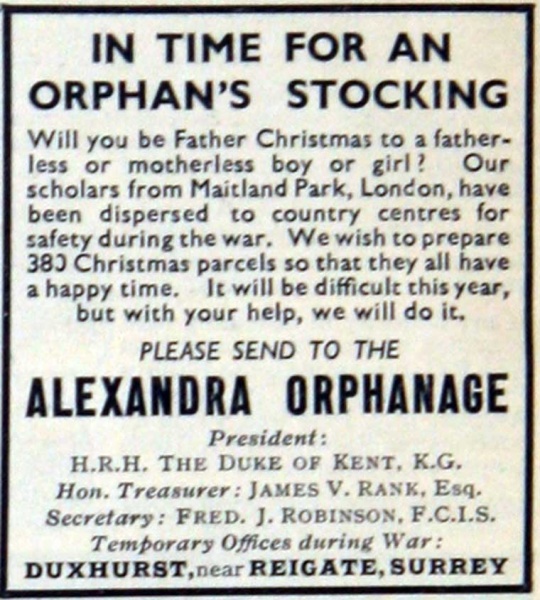 IN TIME FOR AN
ORPHAN'S STOCKING
Will you be Father Christmas to a father-
less or motherless boy or girl? Our
scholars from Maitland Park, London, have
been dispersed to country centres for
safety during the war. We wish to prepare
380 Christmas parcels so that they all have
a happy time. It will be difficult this year,
but with your help, we will do it.
PLEASE SEND TO THE
ALEXANDRA ORPHANAGE
President:
H.R.H. THE DUKE OF KENT, K.G.
Hon. Treasurer: JAMES V. RANK, Esq.
Secretary: FRED. J. ROBINSON, F.C.I.S.
Temporary Offices during War:
DUXHURST, near REIGATE, SURREY